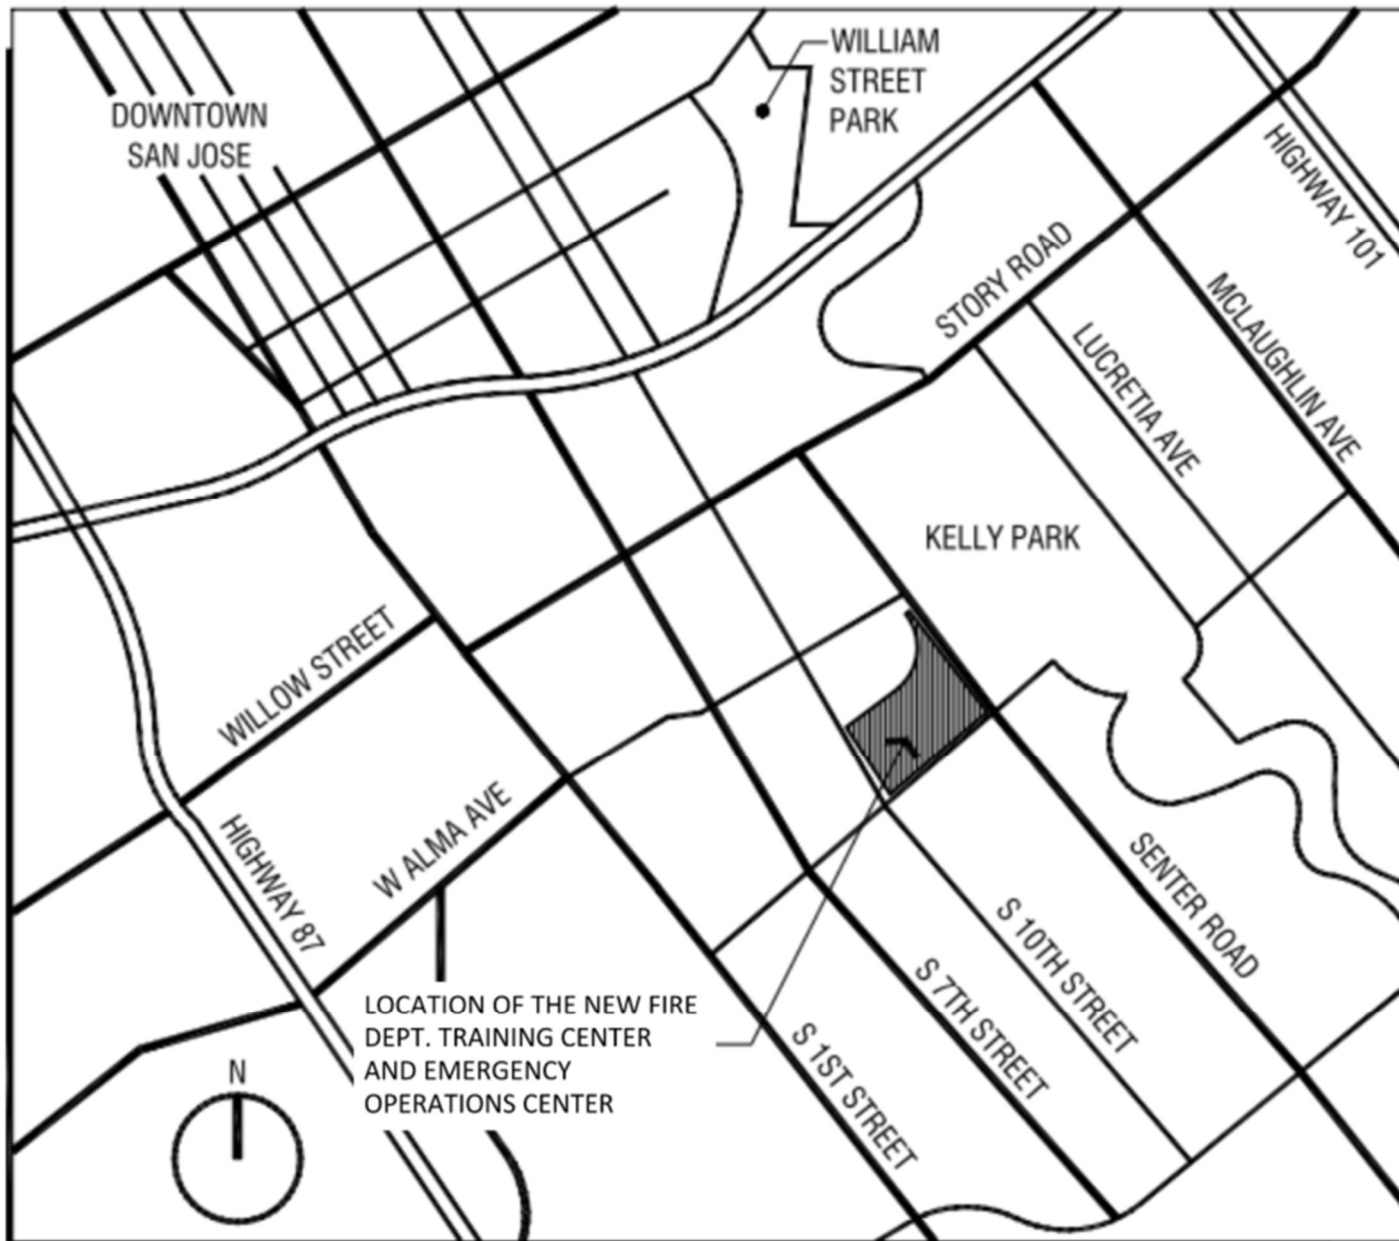 WILLIAM
STREET
PARK
DOWNTOWN
SAN JOSE
HIGHWAY 101
STORY ROAD
MCLAUGHLIN AVE
LUCRETIA AVE
KELLY PARK
WILLOW STREET
W ALMA AVE
HIGHWAY 87
SENTER ROAD
S 10TH STREET
S 7TH STREET
S 1ST STREET
LOCATION OF THE NEW FIRE
DEPT. TRAINING CENTER
AND EMERGENCY
OPERATIONS CENTER
N